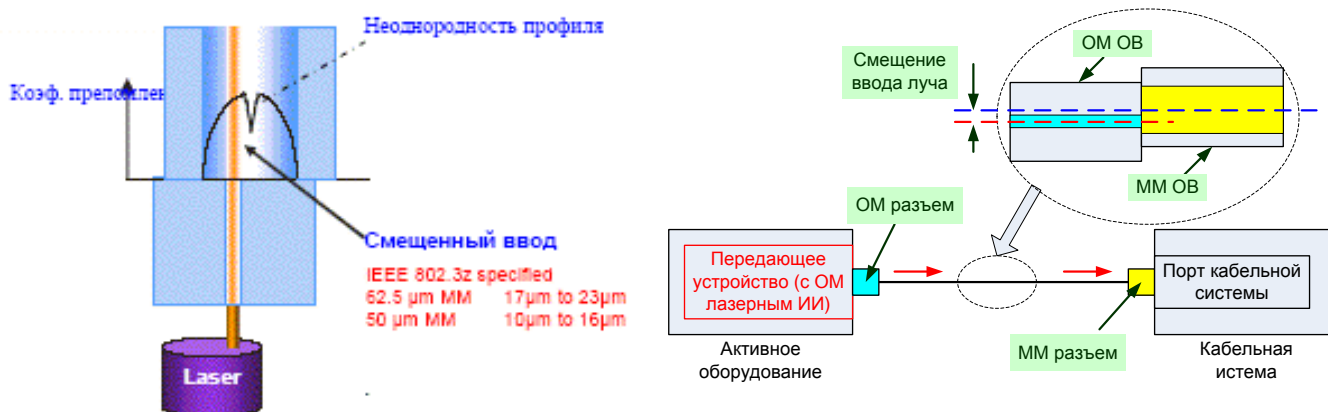 Неоднородность профиля
Коэф. преломлен
Смещенный ввод
IEEE 802.3z specified
62.5 µm MM 17µm to 23µm
50 µm MM 10µm to 16µm
Laser
Смещение
ввода луча
ОМ ОВ
ММ ОВ
ОМ разъем
Передающее
устройство (с ОМ
лазерным ИИ)
Порт кабельной
системы
ММ разъем
Активное
оборудование
Кабельная
истема